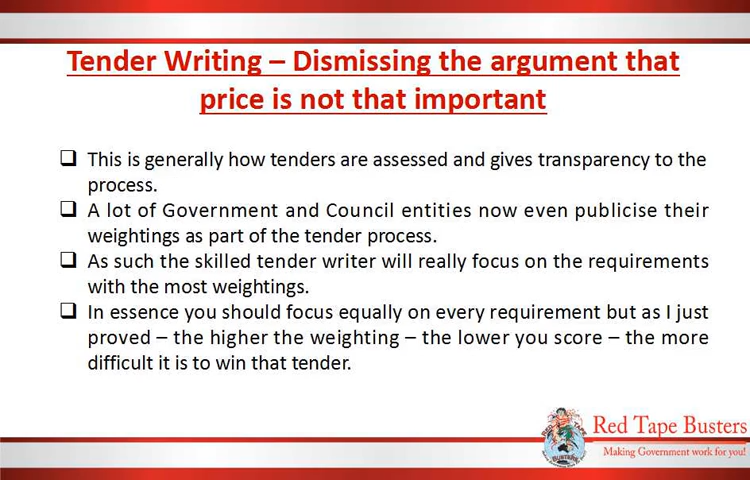 Tender Writing – Dismissing the argument that
price is not that important
❑ This is generally how tenders are assessed and gives transparency to the
process.
❑ A lot of Government and Council entities now even publicise their
weightings as part of the tender process.
❑ As such the skilled tender writer will really focus on the requirements
with the most weightings.
❑ In essence you should focus equally on every requirement but as I just
proved – the higher the weighting – the lower you score – the more
difficult it is to win that tender.
RED TAPE
BUSTERS
Red Tape Busters
Making Government work for you!